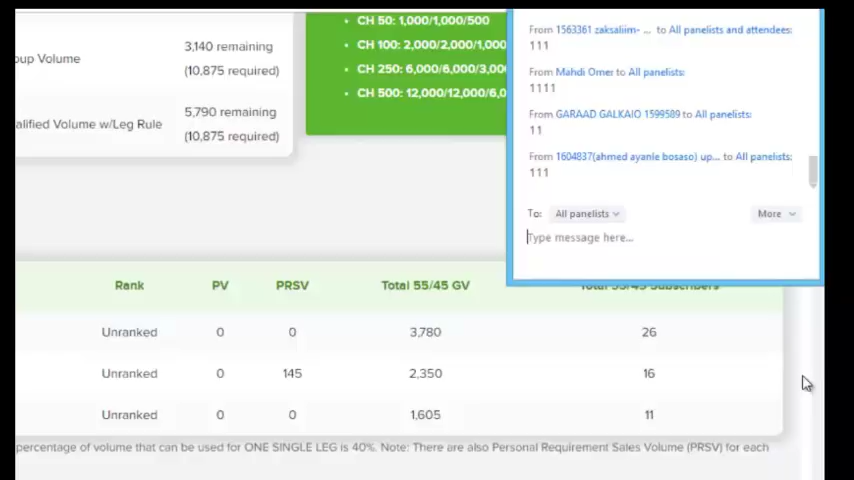 CH 50: 1,000/1,000/500
CH 100: 2,000/2,000/1,000
CH 250: 6,000/6,000/3,00
CH 500: 12,000/12,000/6,0
oup Volume
3,140 remaining
(10,875 required)
alified Volume w/Leg Rule
5,790 remaining
(10,875 required)
From 1563361 zaksaliim- ... to All panelists and attendees:
111
From Mahdi Omer to All panelists:
1111
From GARAAD GALKAIO 1599589 to All panelists:
11
From 1604837(ahmed ayanle bosaso) up... to All panelists:
111
To: All panelists More
Type message here...
Rank PV PRSV Total 55/45 GV Total 55/45 Subscribers
Unranked 0 0 3,780 26
Unranked 0 145 2,350 16
Unranked 0 0 1,605 11
percentage of volume that can be used for ONE SINGLE LEG is 40%. Note: There are also Personal Requirement Sales Volume (PRSV) for each